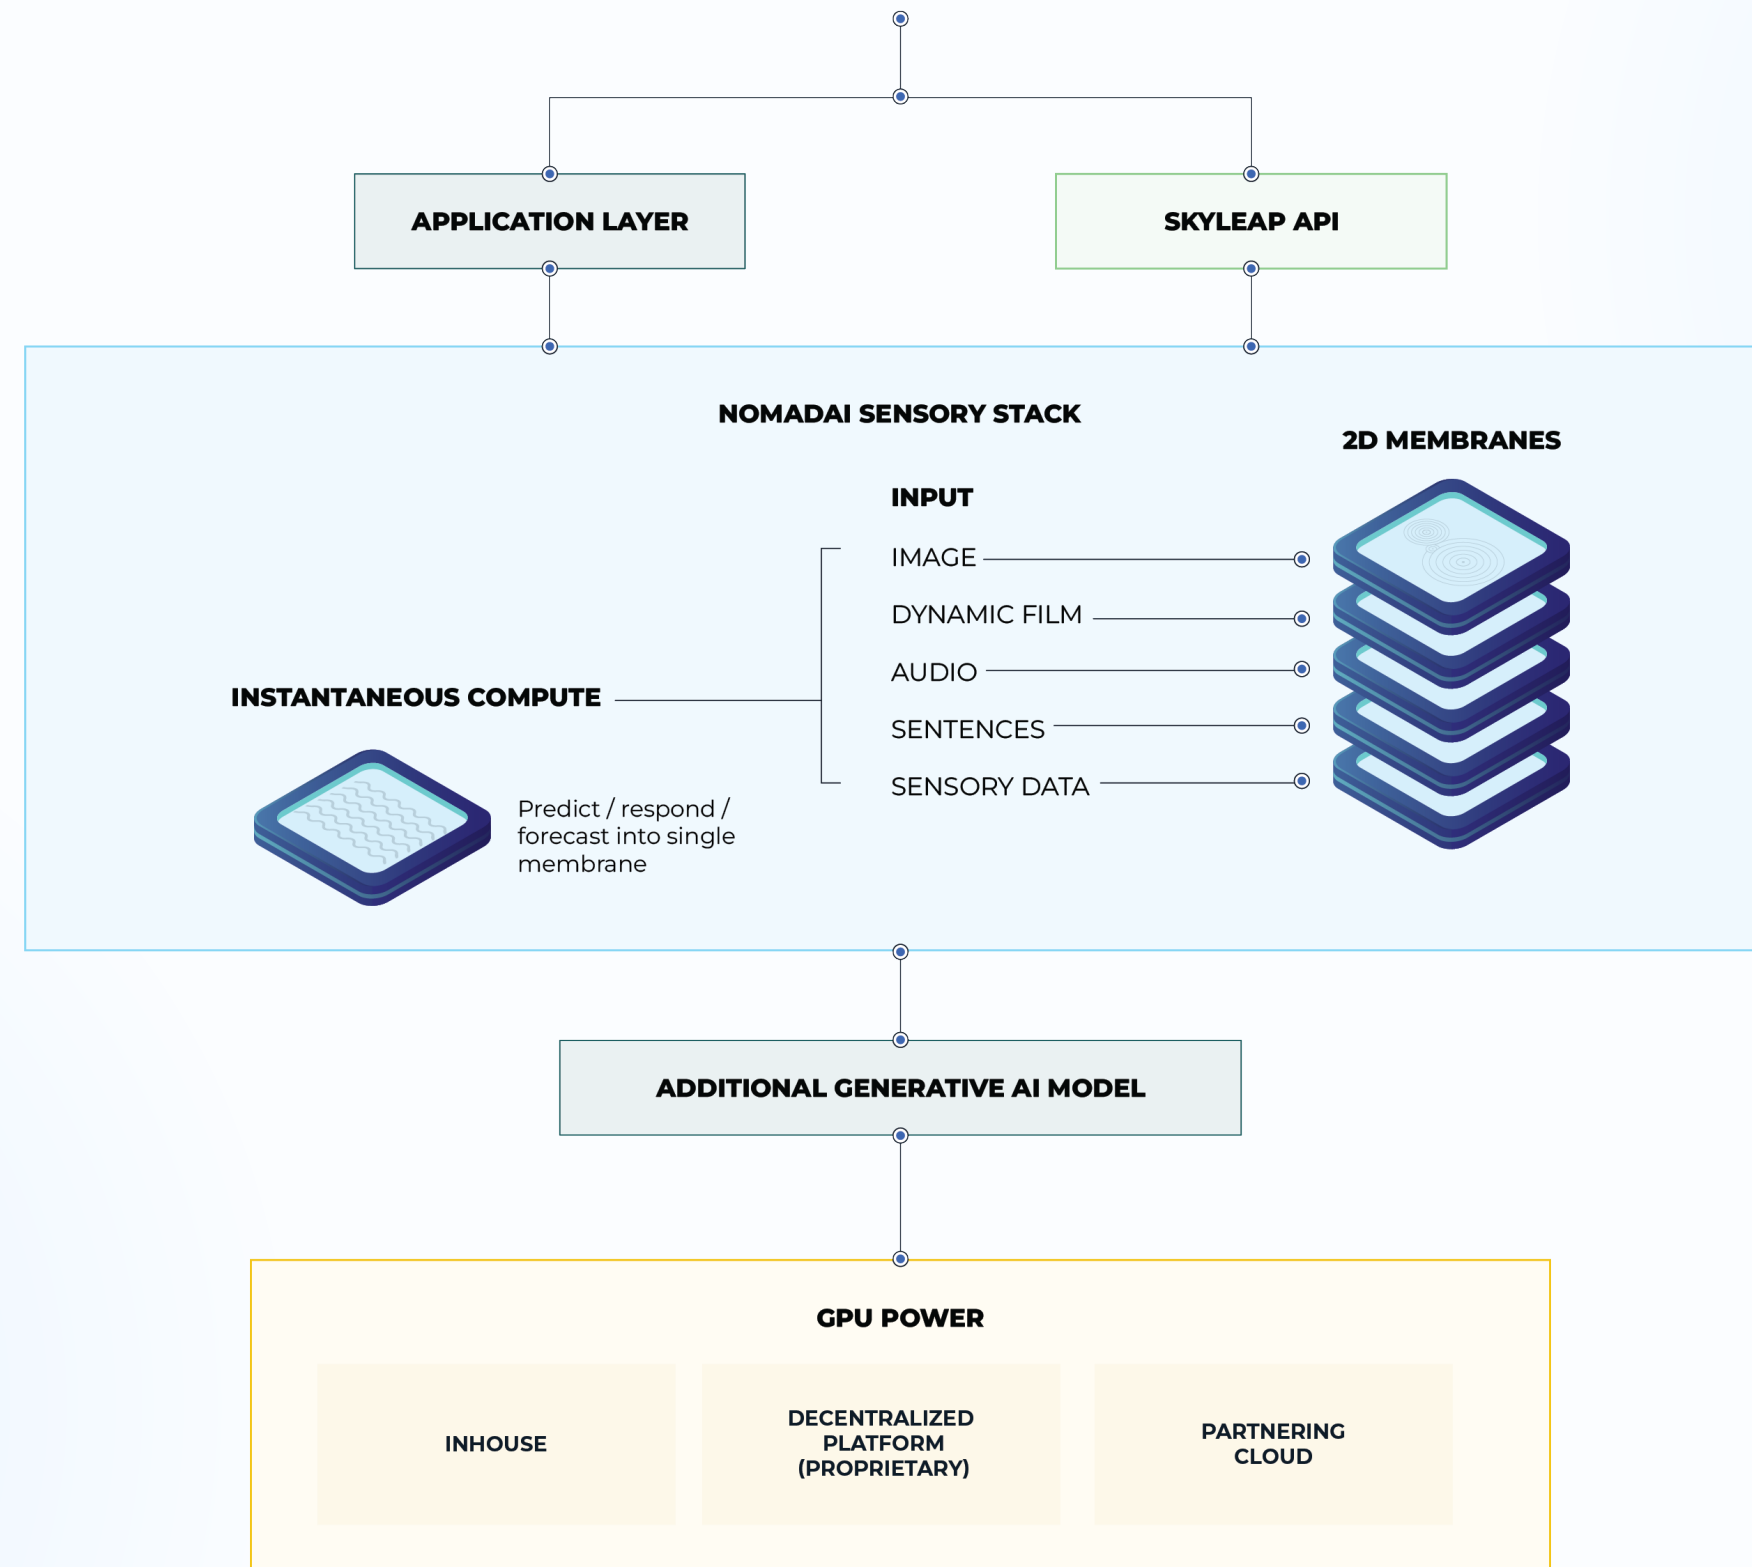 APPLICATION LAYER
SKYLEAP API
NOMADAI SENSORY STACK
2D MEMBRANES
INPUT
IMAGE
DYNAMIC FILM
AUDIO
SENTENCES
SENSORY DATA
INSTANTANEOUS COMPUTE
Predict / respond /
forecast into single
membrane
ADDITIONAL GENERATIVE AI MODEL
GPU POWER
INHOUSE
DECENTRALIZED
PLATFORM
(PROPRIETARY)
PARTNERING
CLOUD